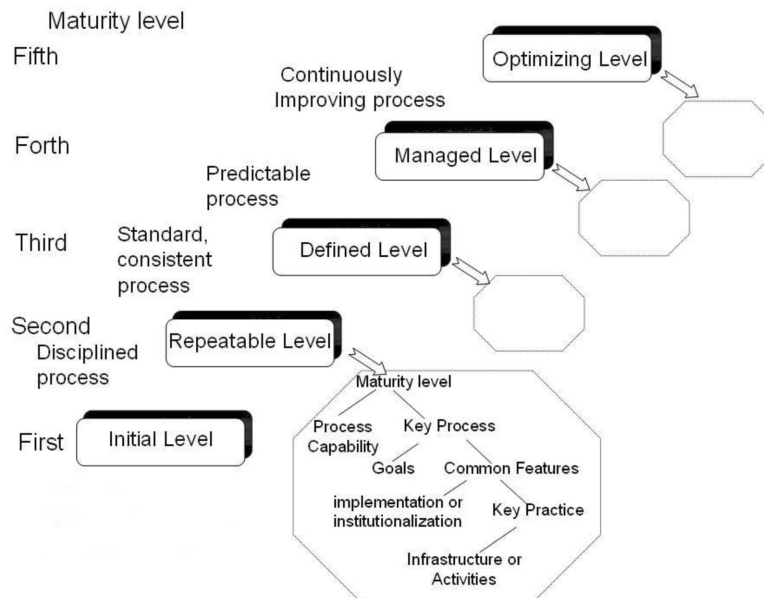 Maturity level
Fifth
Optimizing Level
Continuously
Improving process
Forth
Managed Level
Predictable
process
Third
Standard,
consistent
process
Defined Level
Second
Disciplined
process
Repeatable Level
First
Initial Level
Maturity level
Process
Capability
Key Process
Goals
Common Features
implementation or
institutionalization
Key Practice
Infrastructure or
Activities